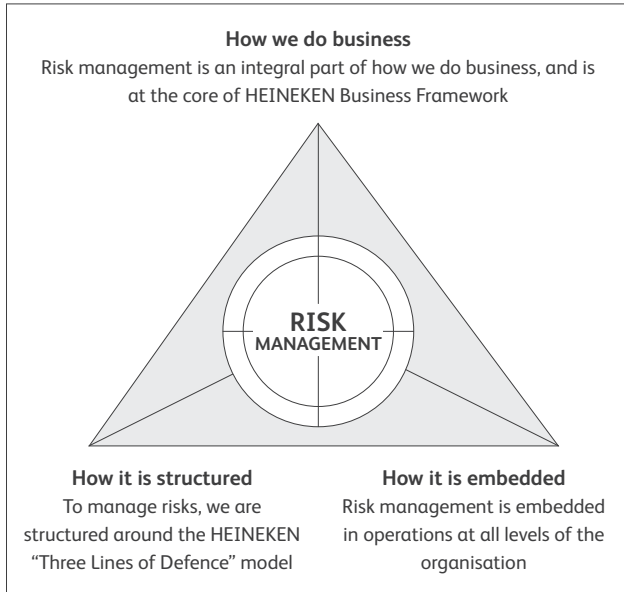 How we do business
Risk management is an integral part of how we do business, and is
at the core of HEINEKEN Business Framework
RISK
MANAGEMENT
How it is structured
To manage risks, we are
structured around the HEINEKEN
“Three Lines of Defence” model
How it is embedded
Risk management is embedded
in operations at all levels of the
organisation